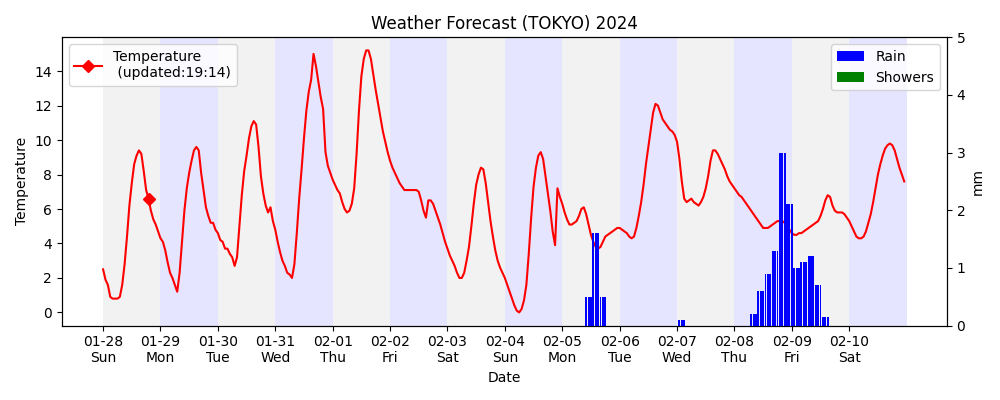 Weather Forecast (TOKYO) 2024
Temperature
(updated:19:14)
Rain
Showers
Temperature
14
12
10
8
6
4
2
0
5
4
3
2
1
0
mm
01-28 01-29 01-30 01-31 02-01 02-02 02-03 02-04 02-05 02-06 02-07 02-08 02-09 02-10
Sun Mon Tue Wed Thu Fri Sat Sun Mon Tue Wed Thu Fri Sat
Date